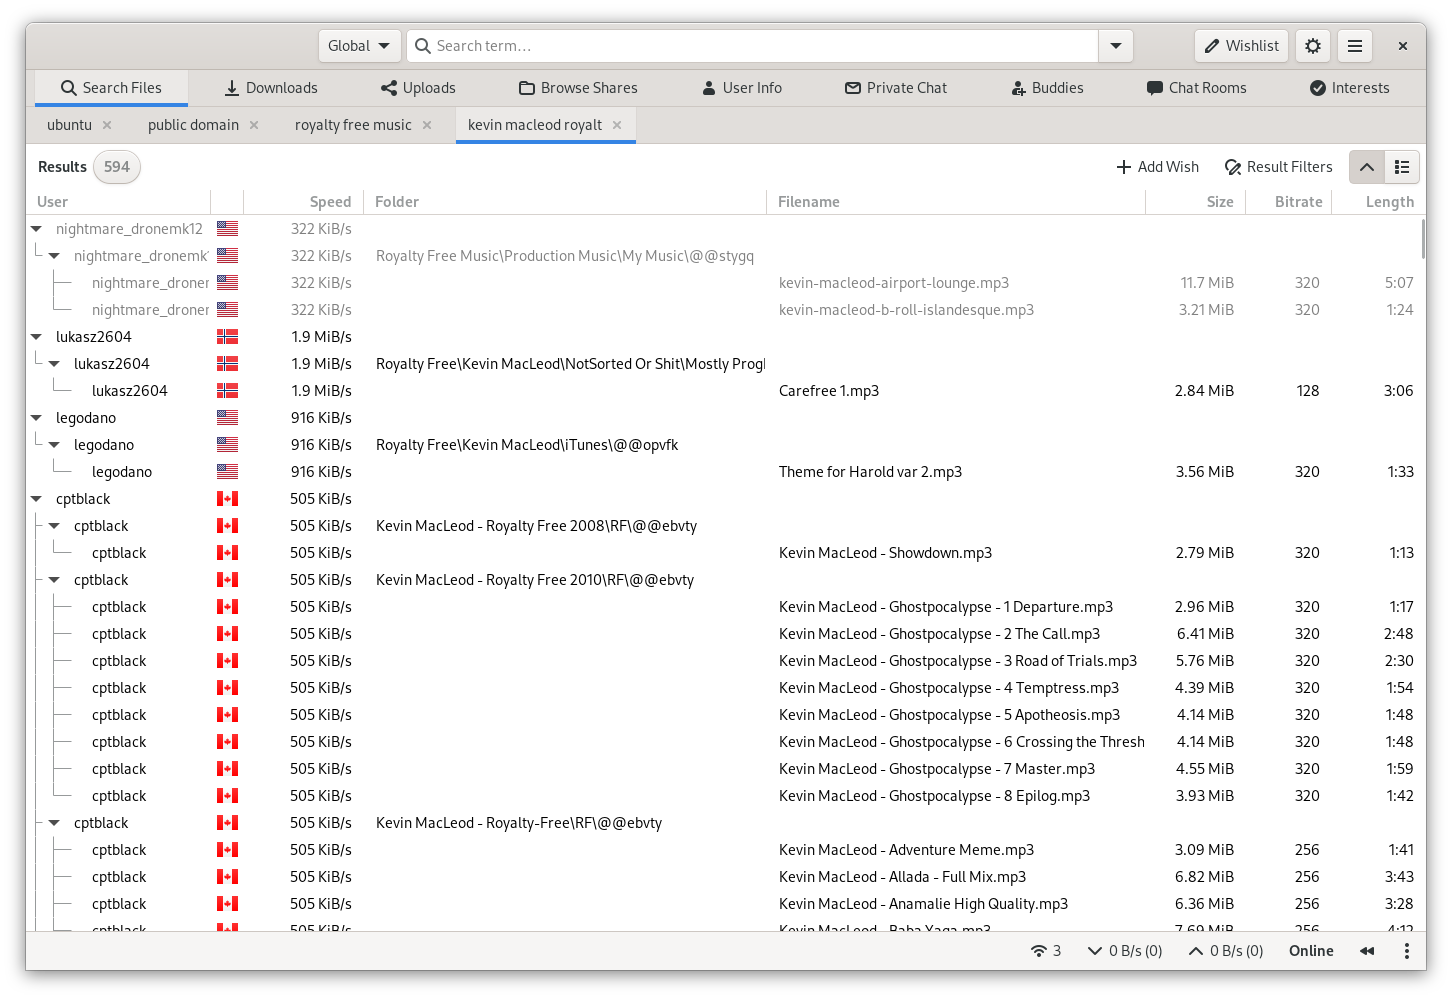 Global Search term... Wishlist
Search Files Downloads Uploads Browse Shares User Info Private Chat Buddies Chat Rooms Interests
ubuntu public domain royalty free music kevin macleod royalt
Results 594 Add Wish Result Filters
User Speed Folder Filename Size Bitrate Length
nightmare_dronemk12 322 KiB/s
nightmare_dronemk 322 KiB/s Royalty Free Music\Production Music\My Music\@@stygq
nightmare_droner 322 KiB/s kevin-macleod-airport-lounge.mp3 11.7 MiB 320 5:07
nightmare_droner 322 KiB/s kevin-macleod-b-roll-islandesque.mp3 3.21 MiB 320 1:24
lukasz2604 1.9 MiB/s
lukasz2604 1.9 MiB/s Royalty Free\Kevin MacLeod\NotSorted Or Shit\Mostly Progl
lukasz2604 1.9 MiB/s Carefree 1.mp3 2.84 MiB 128 3:06
legodano 916 KiB/s
legodano 916 KiB/s Royalty Free\Kevin MacLeod\iTunes\@@opvfk
legodano 916 KiB/s Theme for Harold var 2.mp3 3.56 MiB 320 1:33
cptblack 505 KiB/s
cptblack 505 KiB/s Kevin MacLeod - Royalty Free 2008\RF\@@ebvty
cptblack 505 KiB/s Kevin MacLeod - Showdown.mp3 2.79 MiB 320 1:13
cptblack 505 KiB/s Kevin MacLeod - Royalty Free 2010\RF\@@ebvty
cptblack 505 KiB/s Kevin MacLeod - Ghostpocalypse - 1 Departure.mp3 2.96 MiB 320 1:17
cptblack 505 KiB/s Kevin MacLeod - Ghostpocalypse - 2 The Call.mp3 6.41 MiB 320 2:48
cptblack 505 KiB/s Kevin MacLeod - Ghostpocalypse - 3 Road of Trials.mp3 5.76 MiB 320 2:30
cptblack 505 KiB/s Kevin MacLeod - Ghostpocalypse - 4 Temptress.mp3 4.39 MiB 320 1:54
cptblack 505 KiB/s Kevin MacLeod - Ghostpocalypse - 5 Apotheosis.mp3 4.14 MiB 320 1:48
cptblack 505 KiB/s Kevin MacLeod - Ghostpocalypse - 6 Crossing the Thresh 4.14 MiB 320 1:48
cptblack 505 KiB/s Kevin MacLeod - Ghostpocalypse - 7 Master.mp3 4.55 MiB 320 1:59
cptblack 505 KiB/s Kevin MacLeod - Ghostpocalypse - 8 Epilog.mp3 3.93 MiB 320 1:42
cptblack 505 KiB/s Kevin MacLeod - Royalty-Free\RF\@@ebvty
cptblack 505 KiB/s Kevin MacLeod - Adventure Meme.mp3 3.09 MiB 256 1:41
cptblack 505 KiB/s Kevin MacLeod - Allada - Full Mix.mp3 6.82 MiB 256 3:43
cptblack 505 KiB/s Kevin MacLeod - Anamalie High Quality.mp3 6.36 MiB 256 3:28
cptblack 505 KiB/s Kevin MacLeod - Baba Yaga.mp3 7.69 MiB 256 4:12
3 0 B/s (0) 0 B/s (0) Online